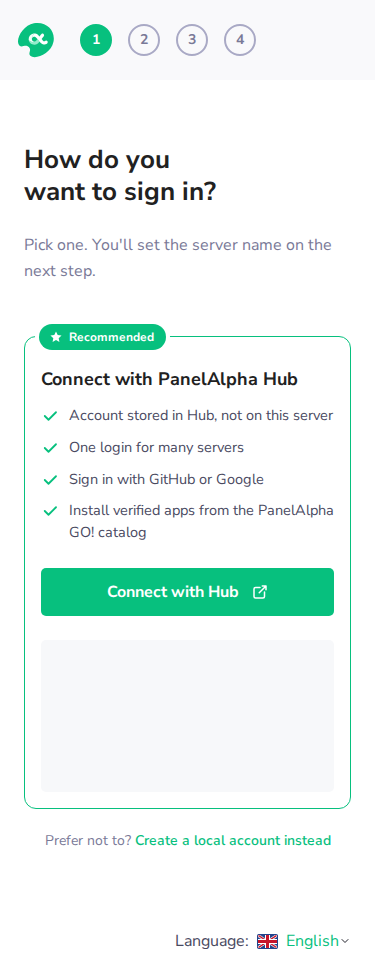 1 2 3 4
How do you
want to sign in?
Pick one. You'll set the server name on the
next step.
Recommended
Connect with PanelAlpha Hub
Account stored in Hub, not on this server
One login for many servers
Sign in with GitHub or Google
Install verified apps from the PanelAlpha
GO! catalog
Connect with Hub
Prefer not to? Create a local account instead
Language: English